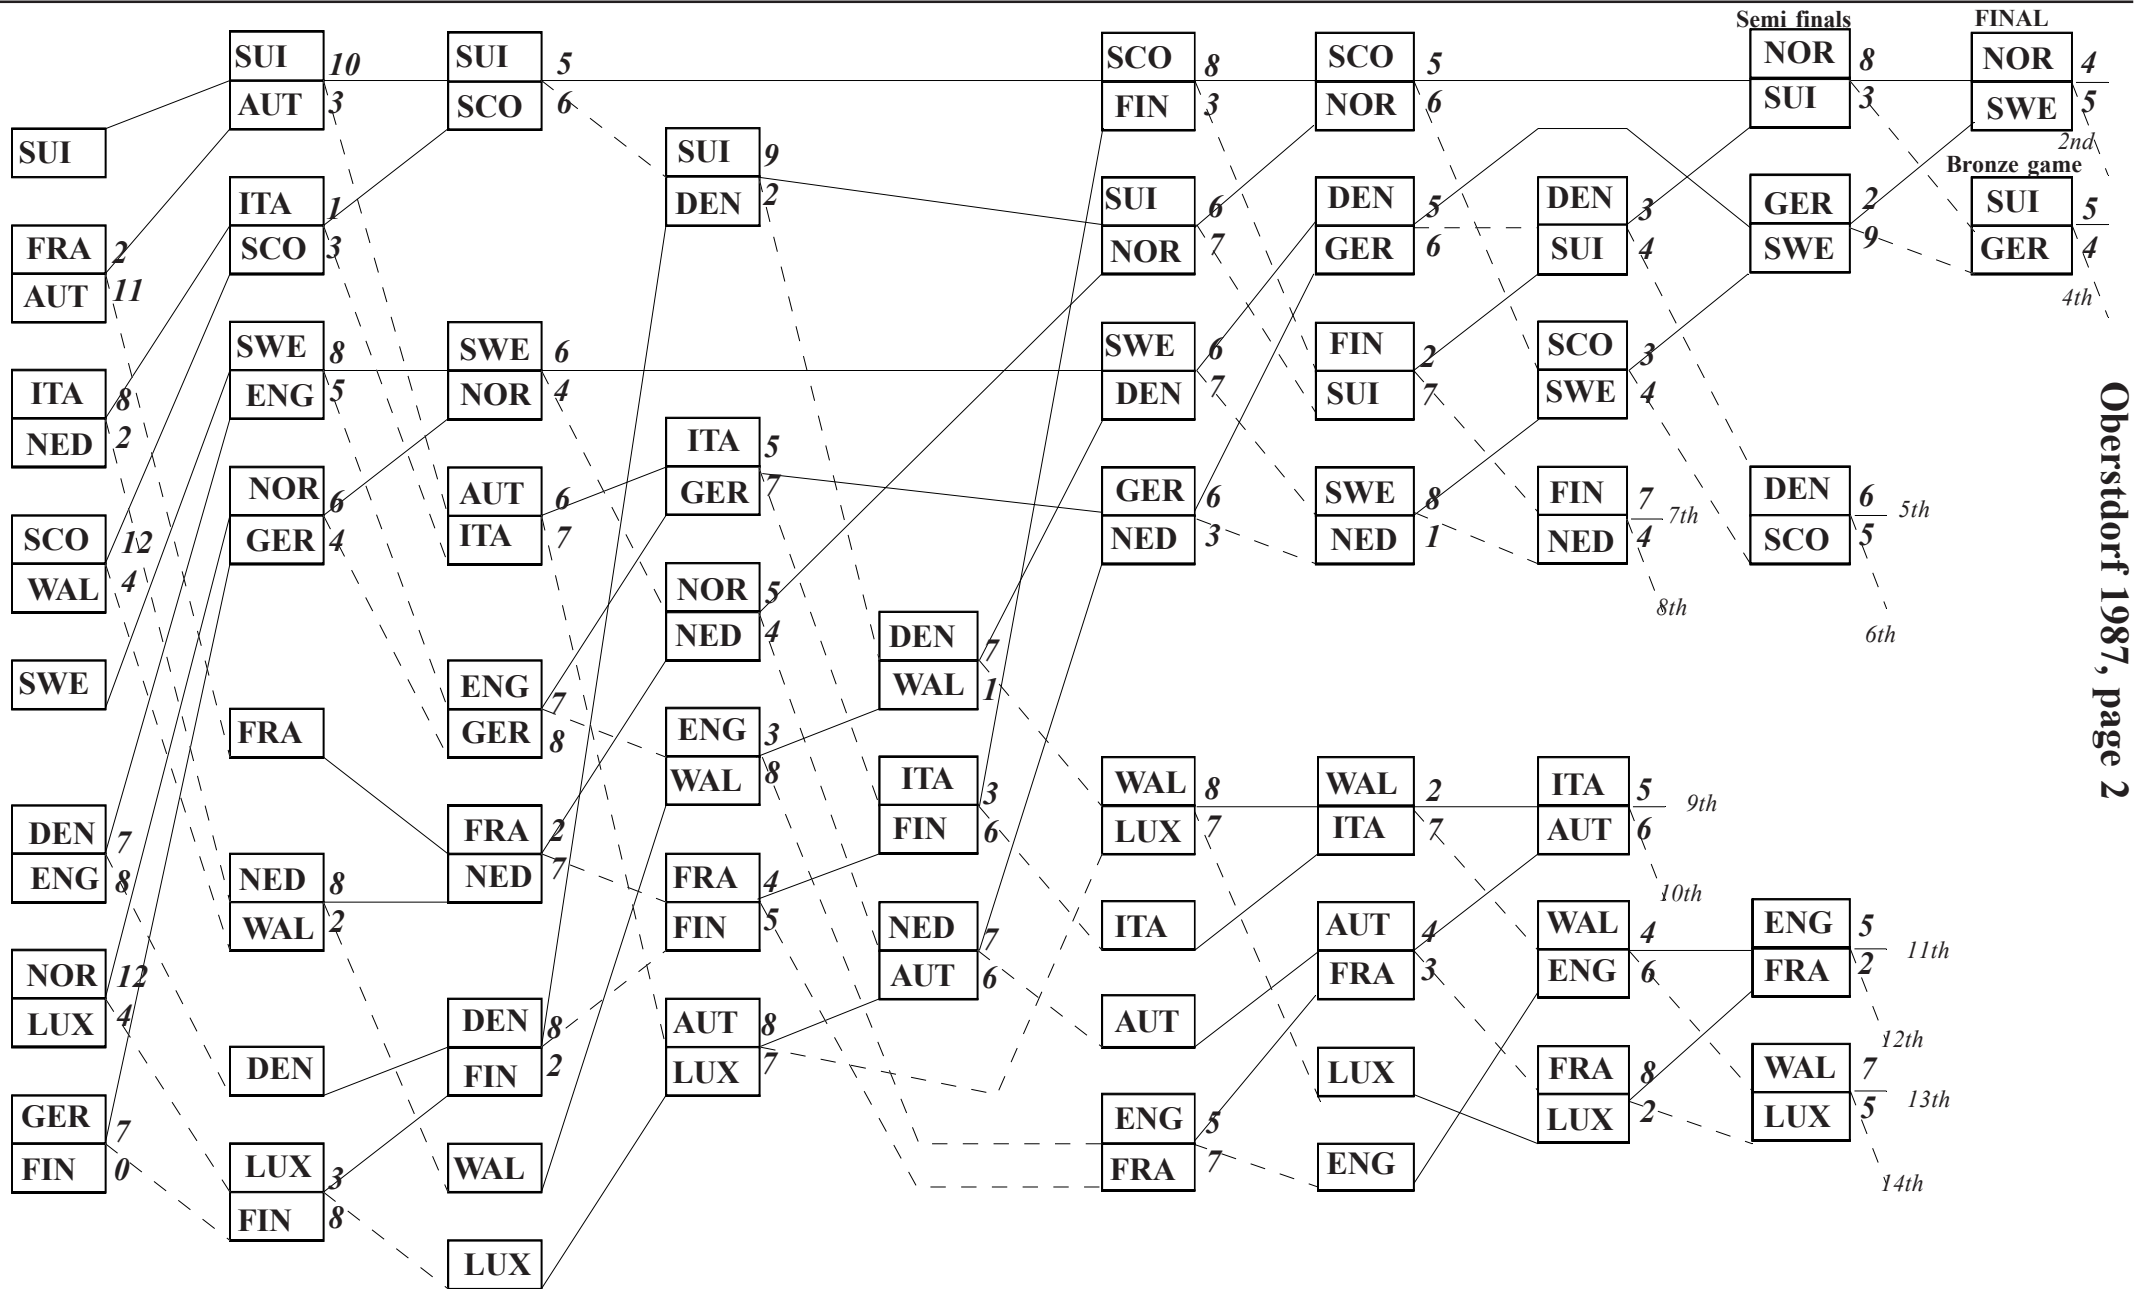 SUI
FRA 2
AUT 11
ITA 8
NED 2
SCO 12
WAL 4
SWE
DEN 7
ENG 8
NOR 12
LUX 4
GER 7
FIN 0
SUI 10
AUT 3
ITA 1
SCO 3
SWE 8
ENG 5
NOR 6
GER 4
FRA
NED 8
WAL 2
DEN
LUX 3
FIN 8
SUI 5
SCO 6
SWE 6
NOR 4
AUT 6
ITA 7
ENG 7
GER 8
FRA 2
NED 7
DEN 8
FIN 2
WAL
LUX
SUI 9
DEN 2
ITA 5
GER 7
NOR 5
NED 4
ENG 3
WAL 8
FRA 4
FIN 5
AUT 8
LUX 7
DEN 7
WAL 1
ITA 3
FIN 6
NED 7
AUT 6
SCO 8
FIN 3
SUI 6
NOR 7
SWE 6
DEN 7
GER 6
NED 3
WAL 8
LUX 7
ITA
AUT
ENG 5
FRA 7
SCO 5
NOR 6
DEN 5
GER 6
FIN 2
SUI 7
SWE 8
NED 1
WAL 2
ITA 7
AUT 4
FRA 3
LUX
ENG
DEN 3
SUI 4
SCO 3
SWE 4
FIN 7
NED 4
7th
8th
ITA 5
AUT 6
9th
10th
WAL 4
ENG 6
FRA 8
LUX 2
Semi finals
NOR 8
SUI 3
GER 2
SWE 9
DEN 6
SCO 5
5th
6th
ENG 5
FRA 2
11th
12th
WAL 7
LUX 5
13th
14th
FINAL
NOR 4
SWE 5
2nd
Bronze game
SUI 5
GER 4
4th
Oberstdorf 1987, page 2